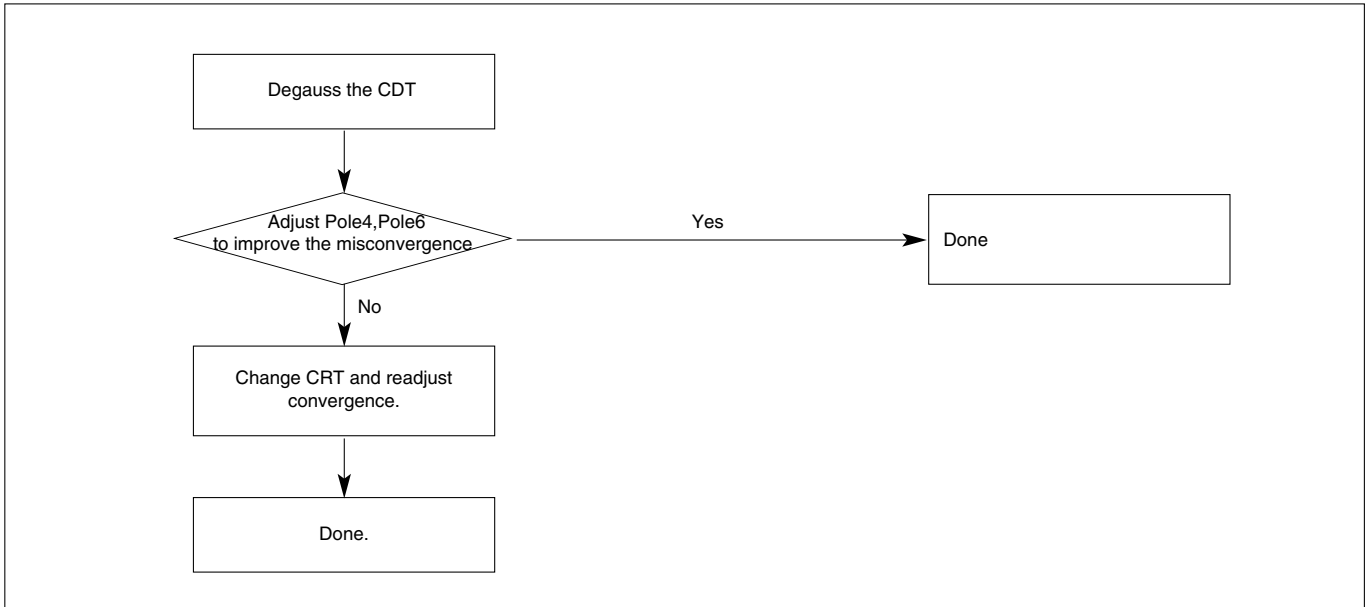 Degauss the CDT
Adjust Pole4,Pole6
to improve the misconvergence
Yes
Done
No
Change CRT and readjust
convergence.
Done.